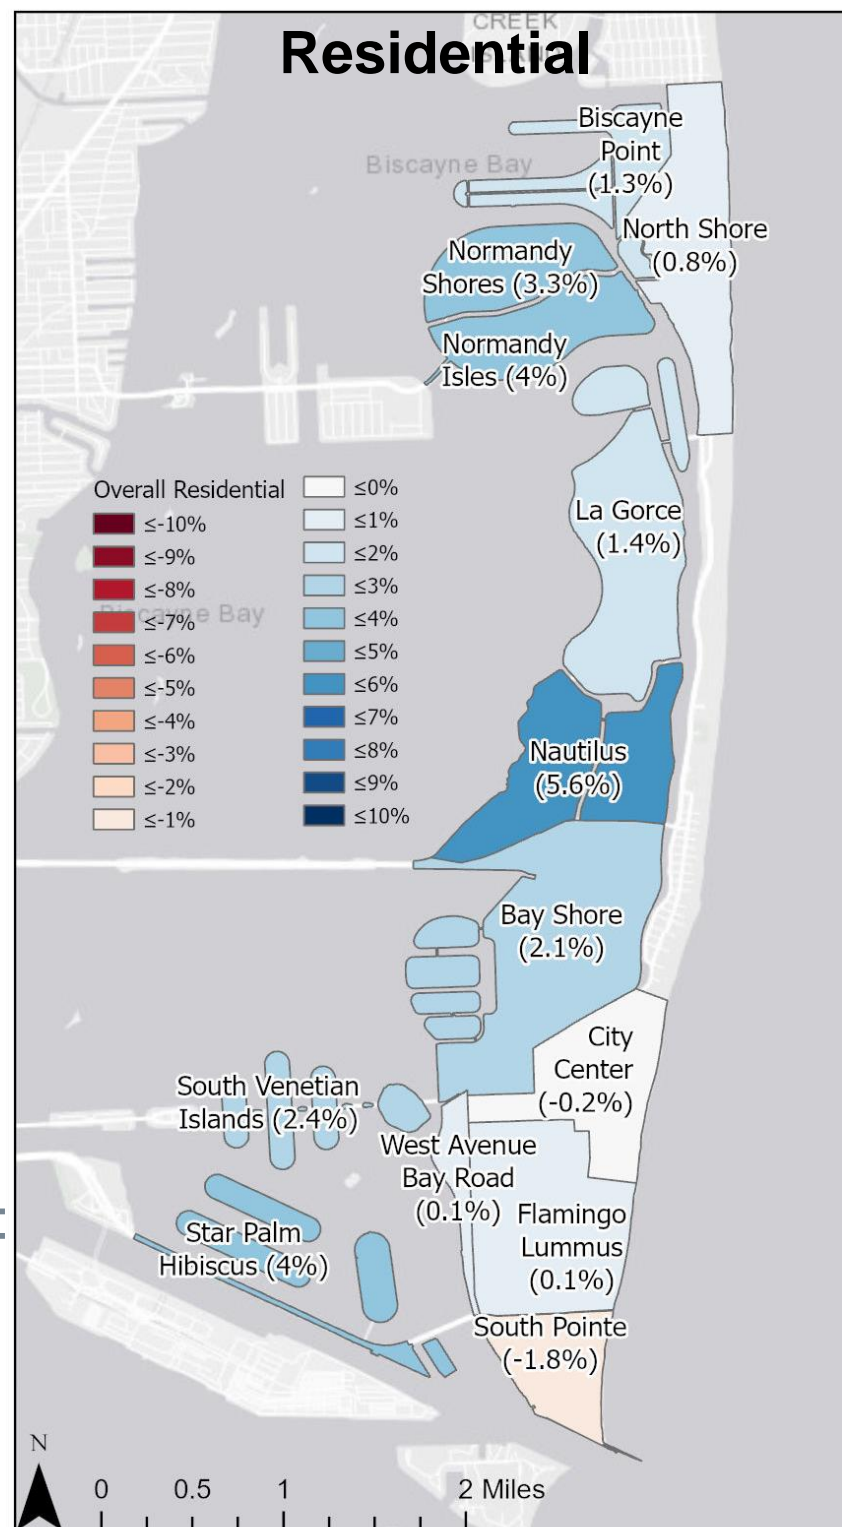 CREEK
ISLAND
Residential
Biscayne
Point
(1.3%)
Biscayne Bay
North Shore
(0.8%)
Normandy
Shores (3.3%)
Normandy
Isles (4%)
La Gorce
(1.4%)
Overall Residential
≤-10%
≤-9%
≤-8%
≤-7%
≤-6%
≤-5%
≤-4%
≤-3%
≤-2%
≤-1%
≤0%
≤1%
≤2%
≤3%
≤4%
≤5%
≤6%
≤7%
≤8%
≤9%
≤10%
Biscayne Bay
Nautilus
(5.6%)
Bay Shore
(2.1%)
City
Center
(-0.2%)
South Venetian
Islands (2.4%)
West Avenue
Bay Road
(0.1%)
Flamingo
Lummus
(0.1%)
Star Palm
Hibiscus (4%)
South Pointe
(-1.8%)
N
0 0.5 1 2 Miles